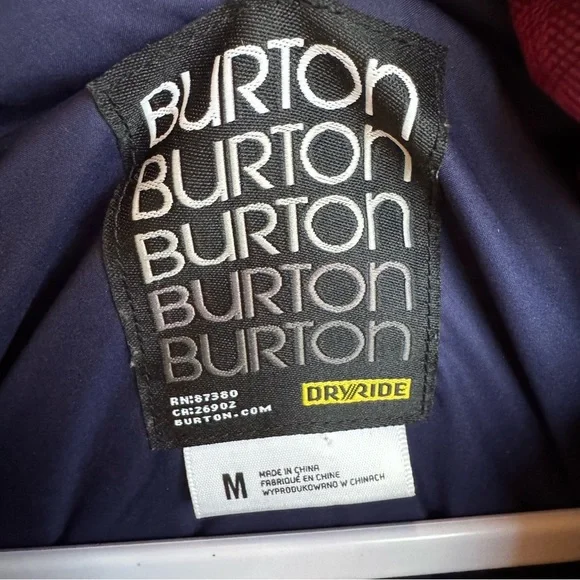 BURTON
BURTON
BURTON
BURTON
BURTON
RN:87380
CA:26902
BURTON.COM
DRYRIDE
M
MADE IN CHINA
FABRIQUÉ EN CHINE
WYPRODUKOWANO W CHINACH